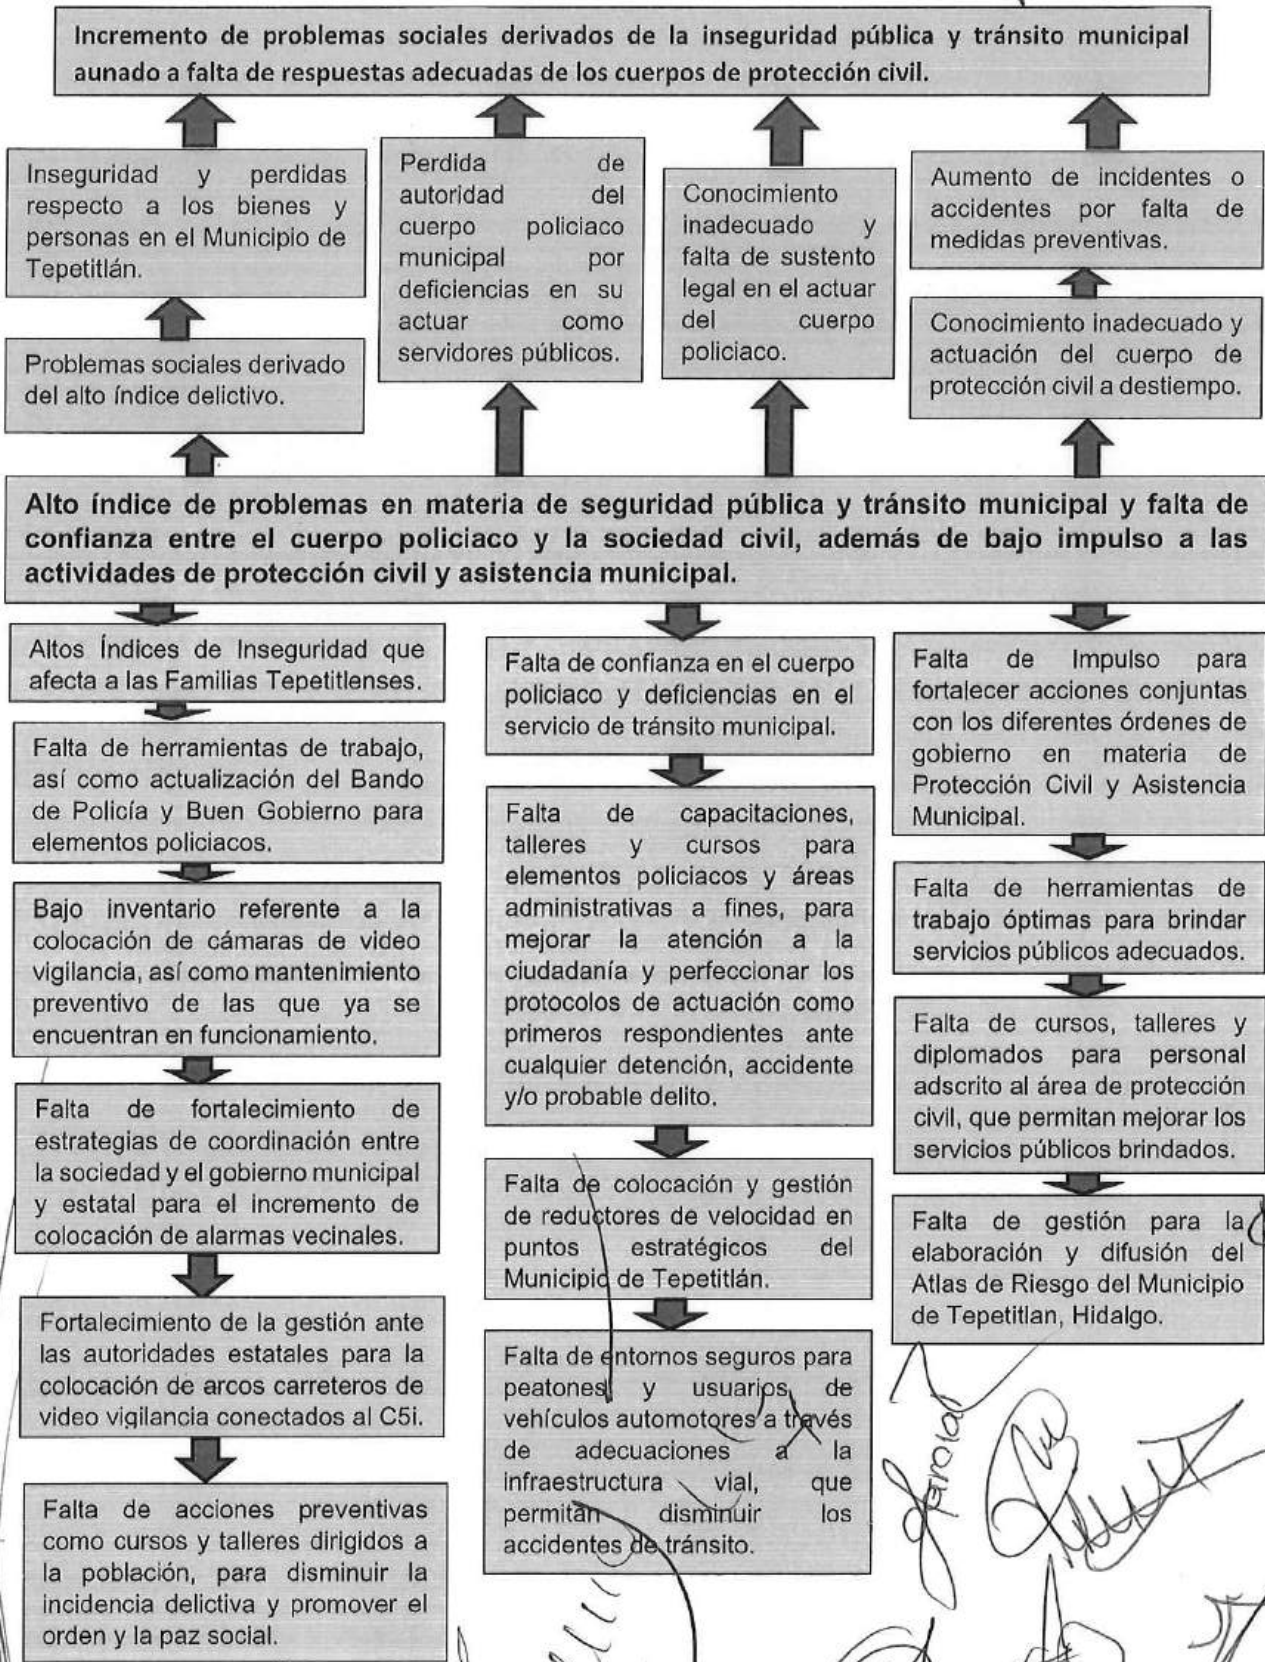 Incremento de problemas sociales derivados de la inseguridad pública y tránsito municipal
aunado a falta de respuestas adecuadas de los cuerpos de protección civil.
Inseguridad y perdidas
respecto a los bienes y
personas en el Municipio de
Tepetitlán.
Problemas sociales derivado
del alto índice delictivo.
Perdida de
autoridad del
cuerpo policiaco
municipal por
deficiencias en su
actuar como
servidores públicos.
Conocimiento
inadecuado y
falta de sustento
legal en el actuar
del cuerpo
policiaco.
Aumento de incidentes o
accidentes por falta de
medidas preventivas.
Conocimiento inadecuado y
actuación del cuerpo de
protección civil a destiempo.
Alto índice de problemas en materia de seguridad pública y tránsito municipal y falta de
confianza entre el cuerpo policiaco y la sociedad civil, además de bajo impulso a las
actividades de protección civil y asistencia municipal.
Altos Índices de Inseguridad que
afecta a las Familias Tepetitlenses.
Falta de herramientas de trabajo,
así como actualización del Bando
de Policía y Buen Gobierno para
elementos policiacos.
Bajo inventario referente a la
colocación de cámaras de video
vigilancia, así como mantenimiento
preventivo de las que ya se
encuentran en funcionamiento.
Falta de fortalecimiento de
estrategias de coordinación entre
la sociedad y el gobierno municipal
y estatal para el incremento de
colocación de alarmas vecinales.
Fortalecimiento de la gestión ante
las autoridades estatales para la
colocación de arcos carreteros de
video vigilancia conectados al C5i.
Falta de acciones preventivas
como cursos y talleres dirigidos a
la población, para disminuir la
incidencia delictiva y promover el
orden y la paz social.
Falta de confianza en el cuerpo
policiaco y deficiencias en el
servicio de tránsito municipal.
Falta de capacitaciones,
talleres y cursos para
elementos policiacos y áreas
administrativas a fines, para
mejorar la atención a la
ciudadanía y perfeccionar los
protocolos de actuación como
primeros respondientes ante
cualquier detención, accidente
y/o probable delito.
Falta de colocación y gestión
de reductores de velocidad en
puntos estratégicos del
Municipio de Tepetitlán.
Falta de entornos seguros para
peatones y usuarios de
vehículos automotores a través
de adecuaciones a la
infraestructura vial, que
permitan disminuir los
accidentes de tránsito.
Falta de Impulso para
fortalecer acciones conjuntas
con los diferentes órdenes de
gobierno en materia de
Protección Civil y Asistencia
Municipal.
Falta de herramientas de
trabajo óptimas para brindar
servicios públicos adecuados.
Falta de cursos, talleres y
diplomados para personal
adscrito al área de protección
civil, que permitan mejorar los
servicios públicos brindados.
Falta de gestión para la
elaboración y difusión del
Atlas de Riesgo del Municipio
de Tepetitlan, Hidalgo.